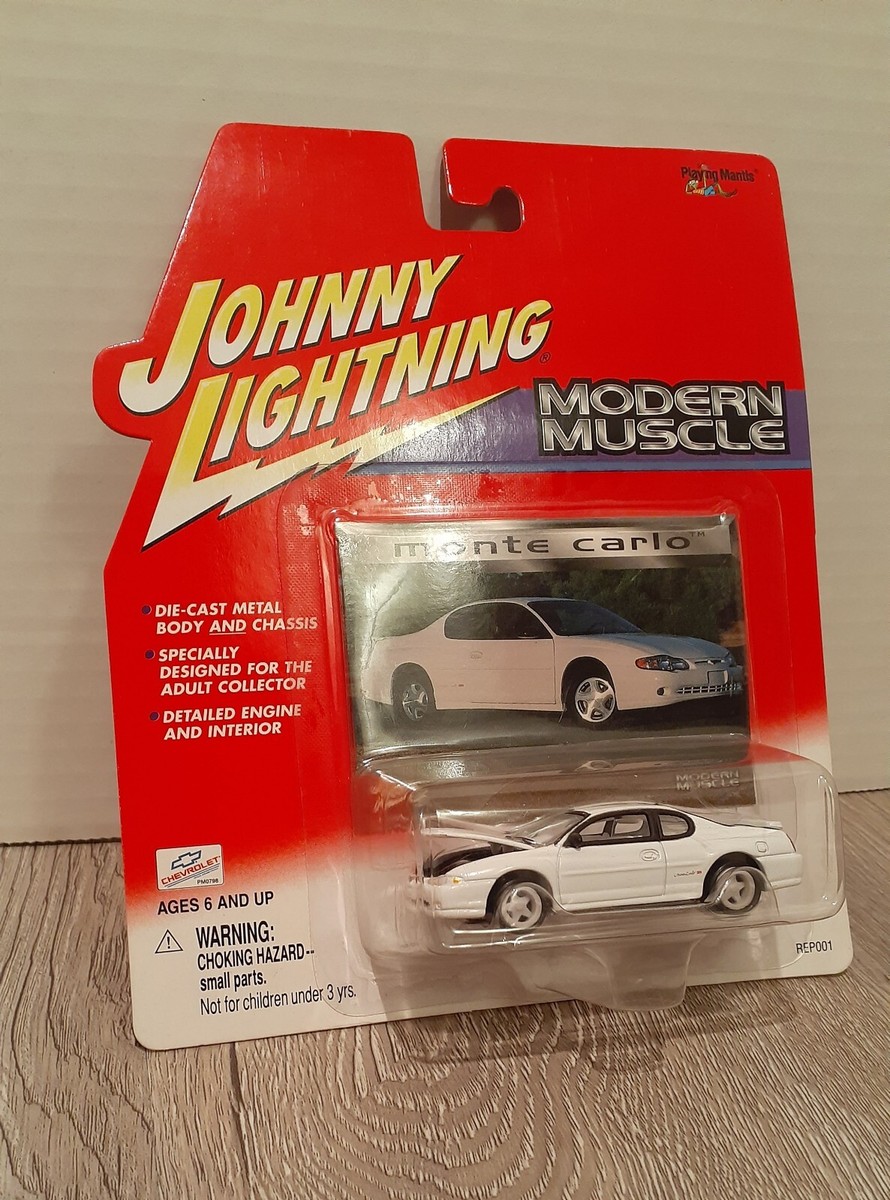 Playing Mantis®
JOHNNY
LIGHTNING®
MODERN
MUSCLE
monte carlo™
• DIE-CAST METAL
BODY AND CHASSIS
• SPECIALLY
DESIGNED FOR THE
ADULT COLLECTOR
• DETAILED ENGINE
AND INTERIOR
MODERN
MUSCLE
CHEVROLET
PM0798
AGES 6 AND UP
WARNING:
CHOKING HAZARD--
small parts.
Not for children under 3 yrs.
REP001